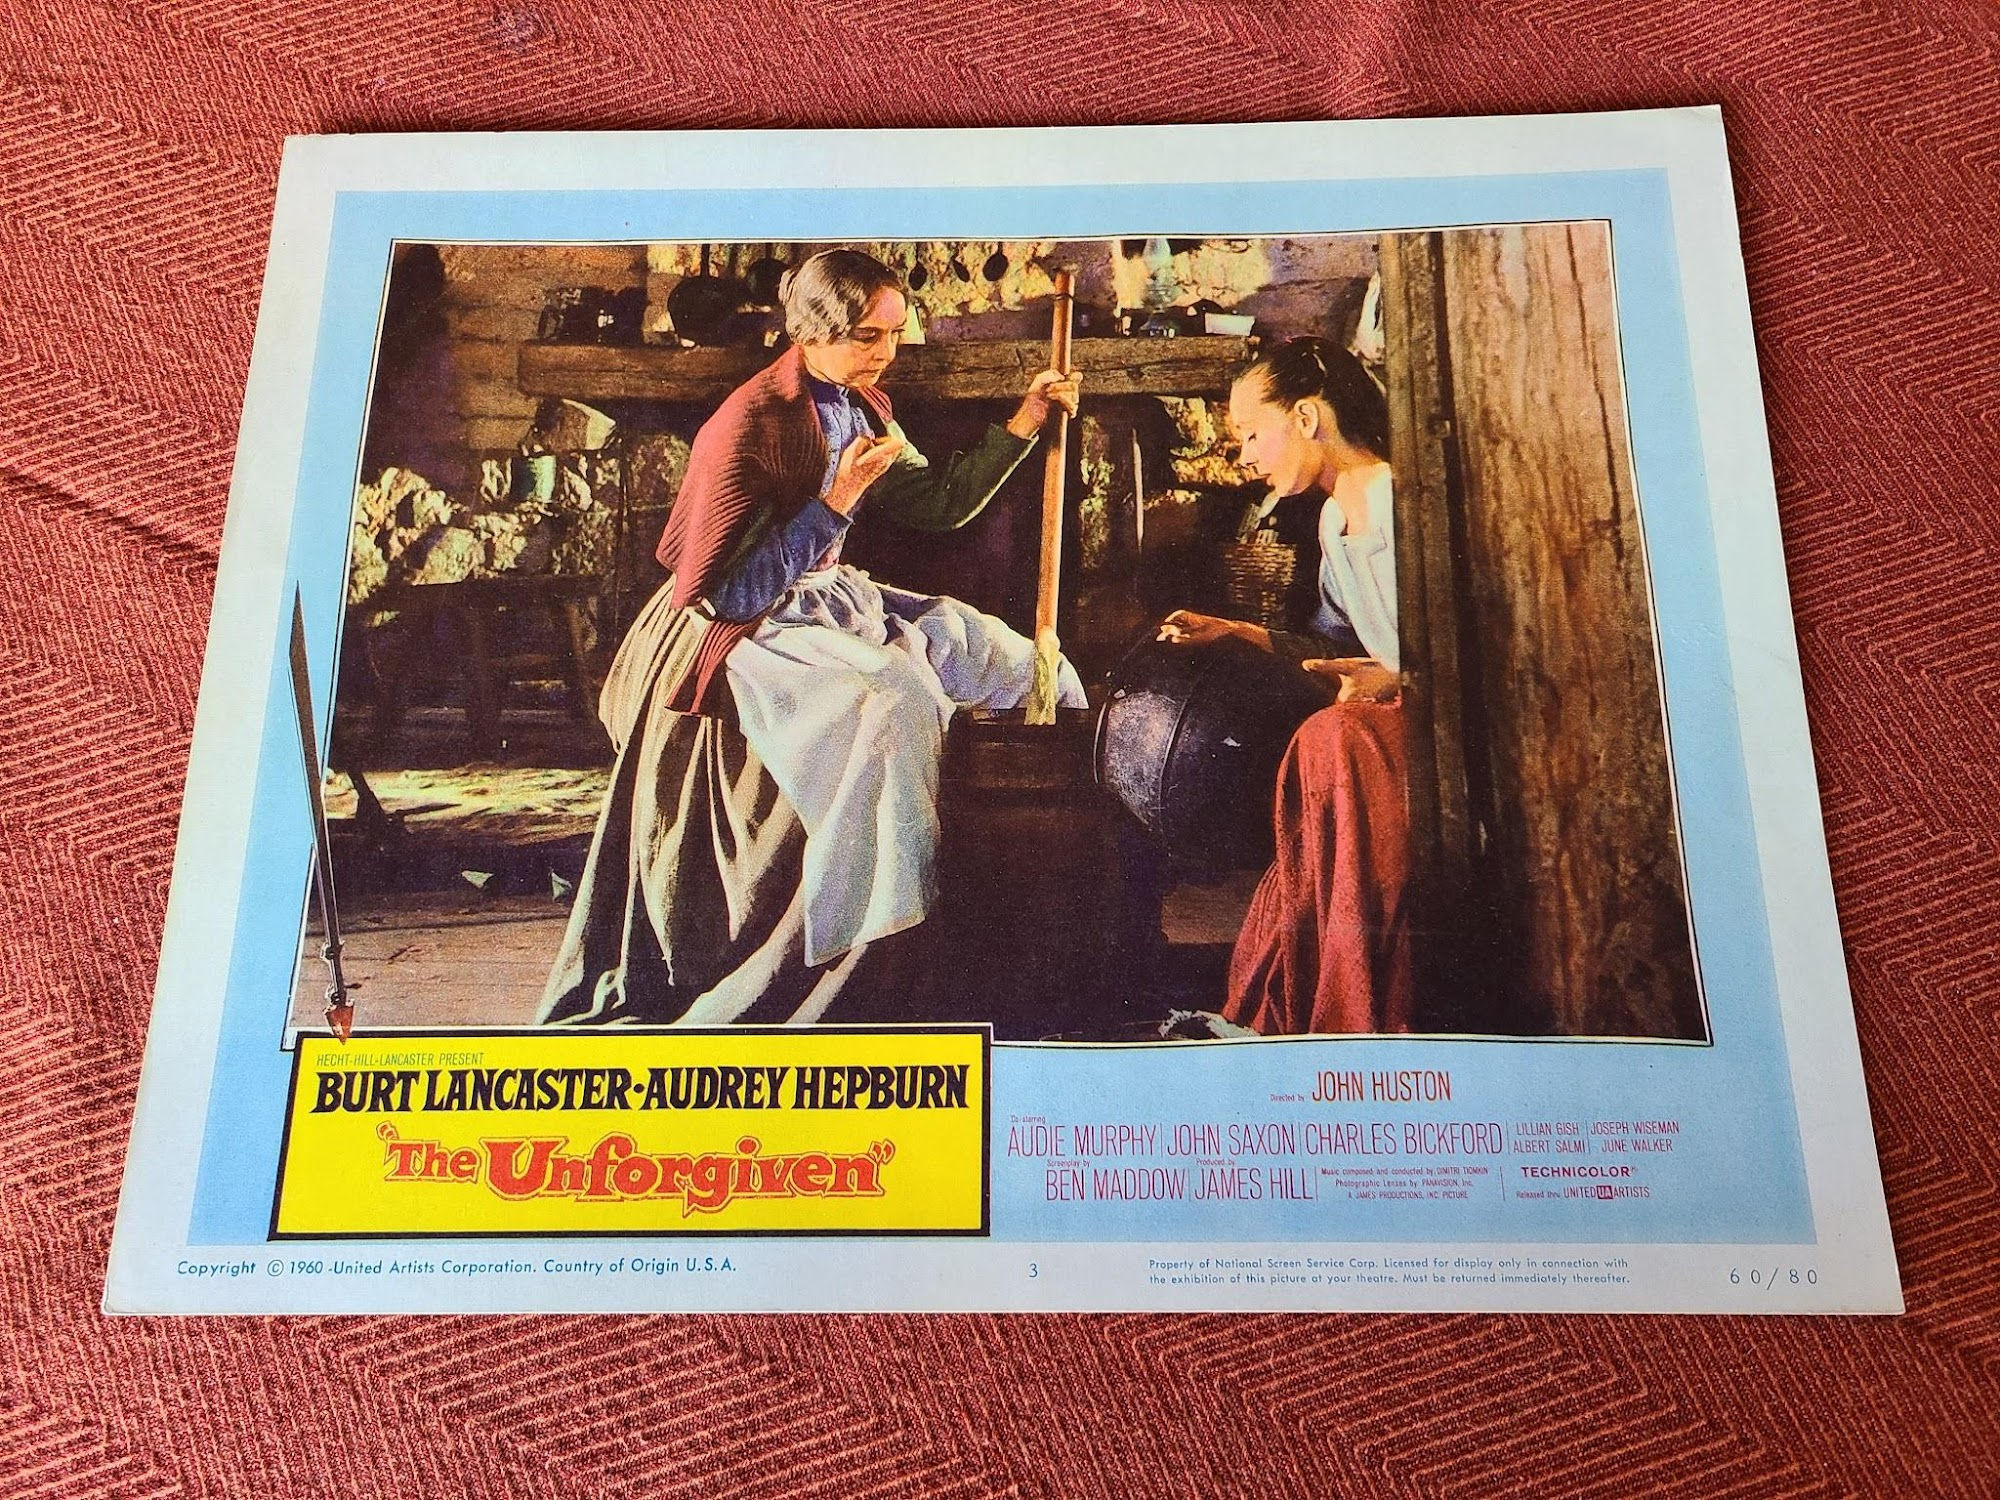 HECHT-HILL-LANCASTER PRESENT
BURT LANCASTER · AUDREY HEPBURN
"The Unforgiven"
Directed by JOHN HUSTON
Co-starring
AUDIE MURPHY | JOHN SAXON | CHARLES BICKFORD | LILLIAN GISH | JOSEPH WISEMAN
ALBERT SALMI | JUNE WALKER
Screenplay by BEN MADDOW | Produced by JAMES HILL
Music composed and conducted by DIMITRI TIOMKIN
Photographic Lenses by PANAVISION, Inc.
A JAMES PRODUCTIONS, INC. PICTURE
TECHNICOLOR®
Released thru UNITED UA ARTISTS
Copyright © 1960 - United Artists Corporation. Country of Origin U.S.A.
3
Property of National Screen Service Corp. Licensed for display only in connection with
the exhibition of this picture at your theatre. Must be returned immediately thereafter.
60/80